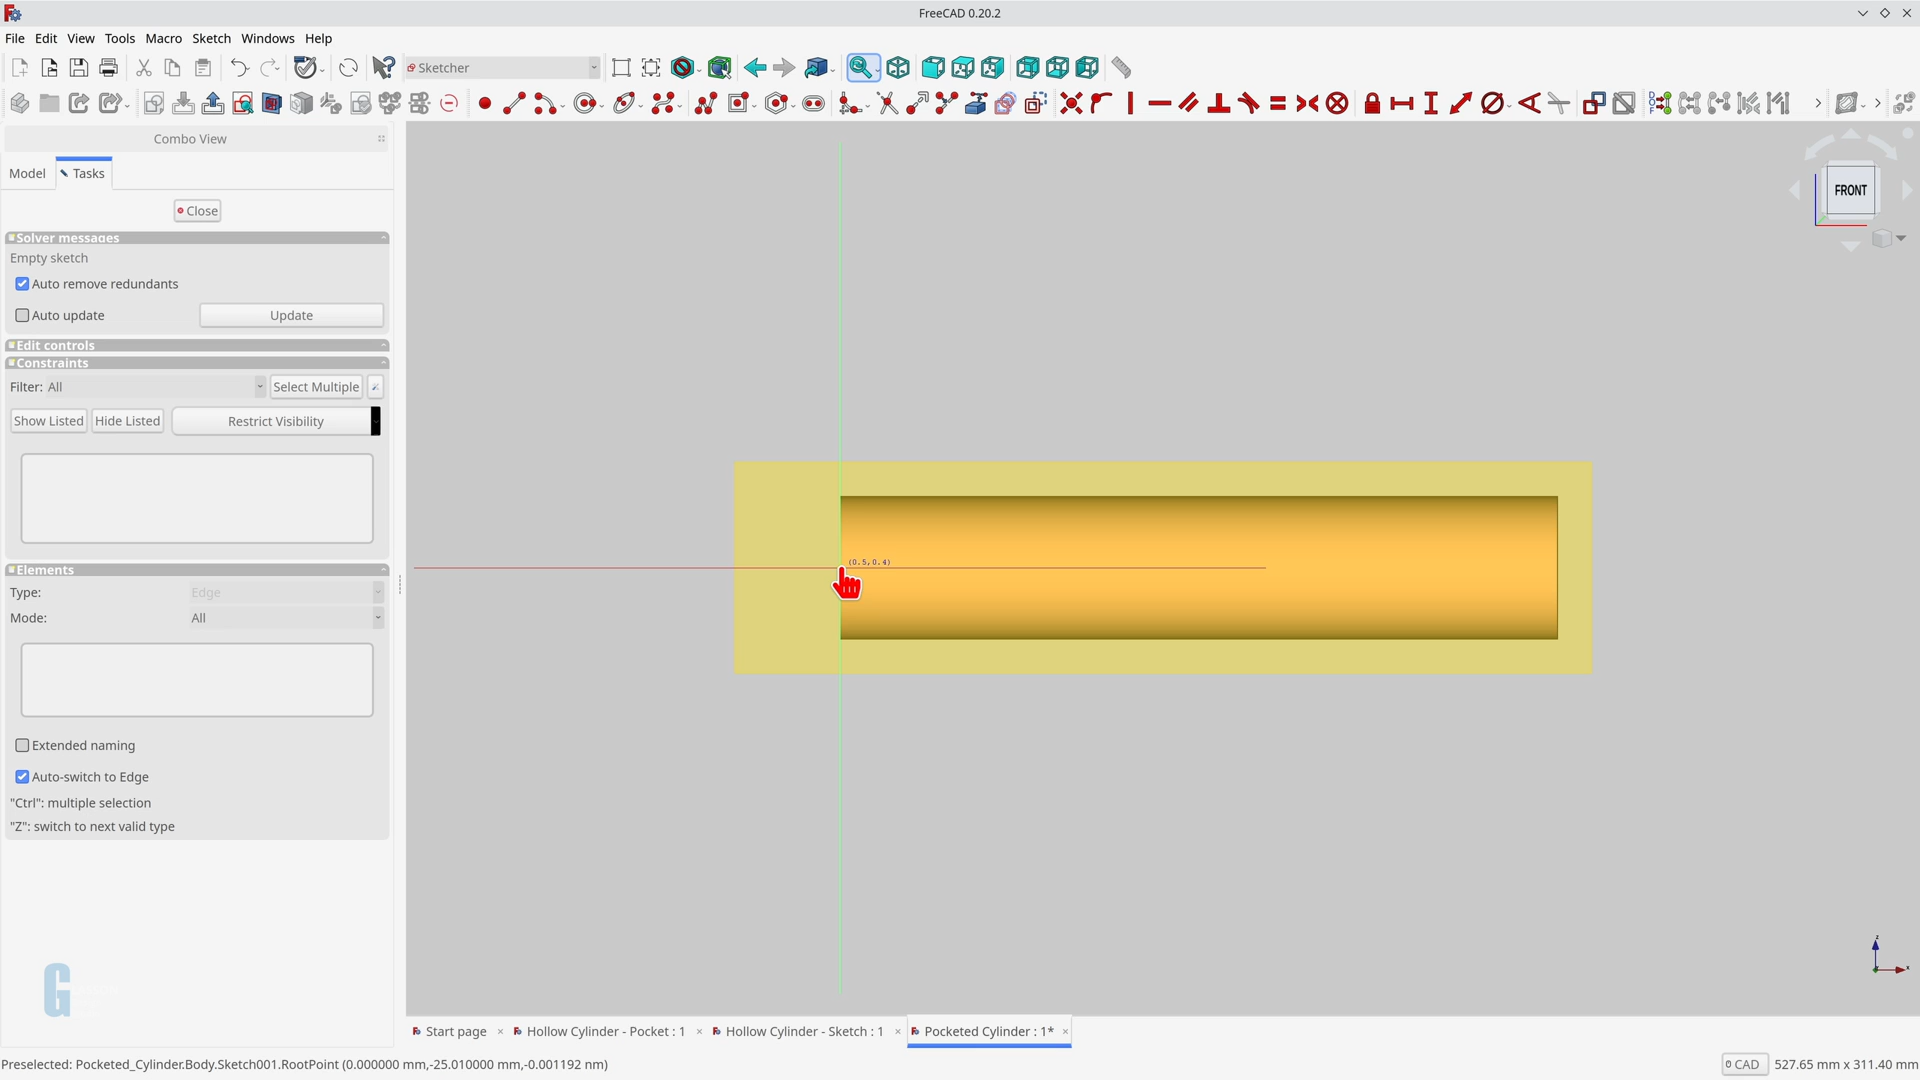 FreeCAD 0.20.2
File Edit View Tools Macro Sketch Windows Help
Sketcher
Combo View
Model Tasks
Close
Solver messages
Empty sketch
Auto remove redundants
Auto update Update
Edit controls
Constraints
Filter: All Select Multiple
Show Listed Hide Listed Restrict Visibility
Elements
Type: Edge
Mode: All
Extended naming
Auto-switch to Edge
"Ctrl": multiple selection
"Z": switch to next valid type
G
FRONT
(0.5,0.4)
z
x
Start page Hollow Cylinder - Pocket : 1 Hollow Cylinder - Sketch : 1 Pocketed Cylinder : 1*
Preselected: Pocketed_Cylinder.Body.Sketch001.RootPoint (0.000000 mm,-25.010000 mm,-0.001192 nm) CAD 527.65 mm x 311.40 mm